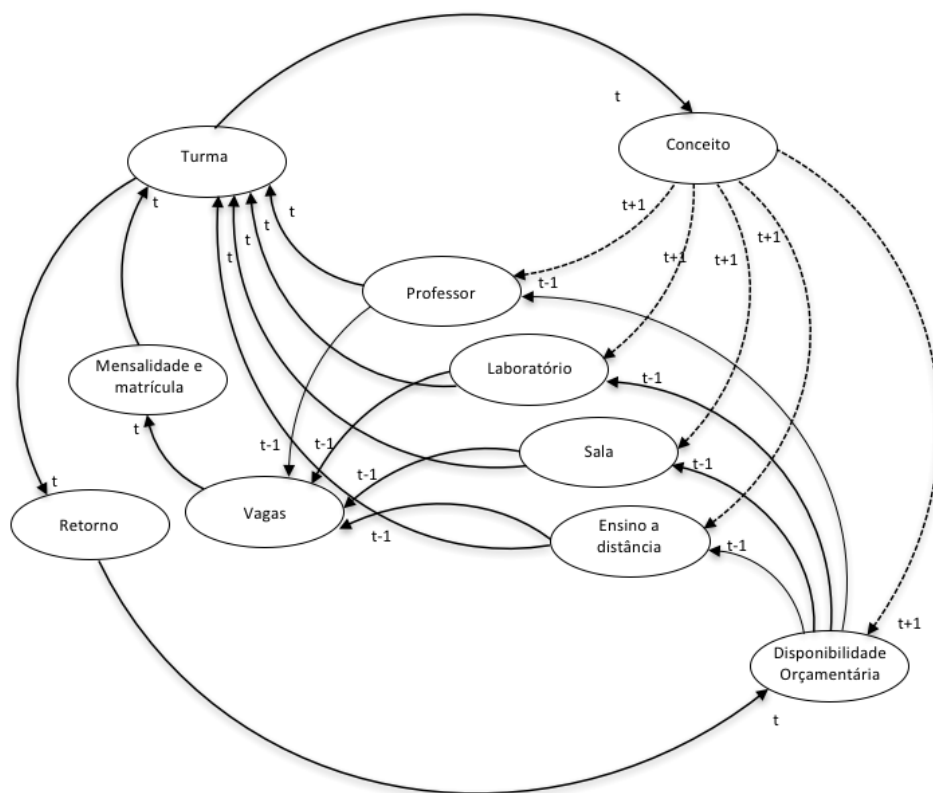 t
Conceito
Turma
t
t
t
t
t
t+1
t+1
t+1
t+1
t-1
Professor
Laboratório
t-1
Mensalidade e
matrícula
t
t-1
t-1
Sala
t-1
t-1
t
Vagas
Retorno
Ensino a
distância
t-1
t-1
t+1
Disponibilidade
Orçamentária
t